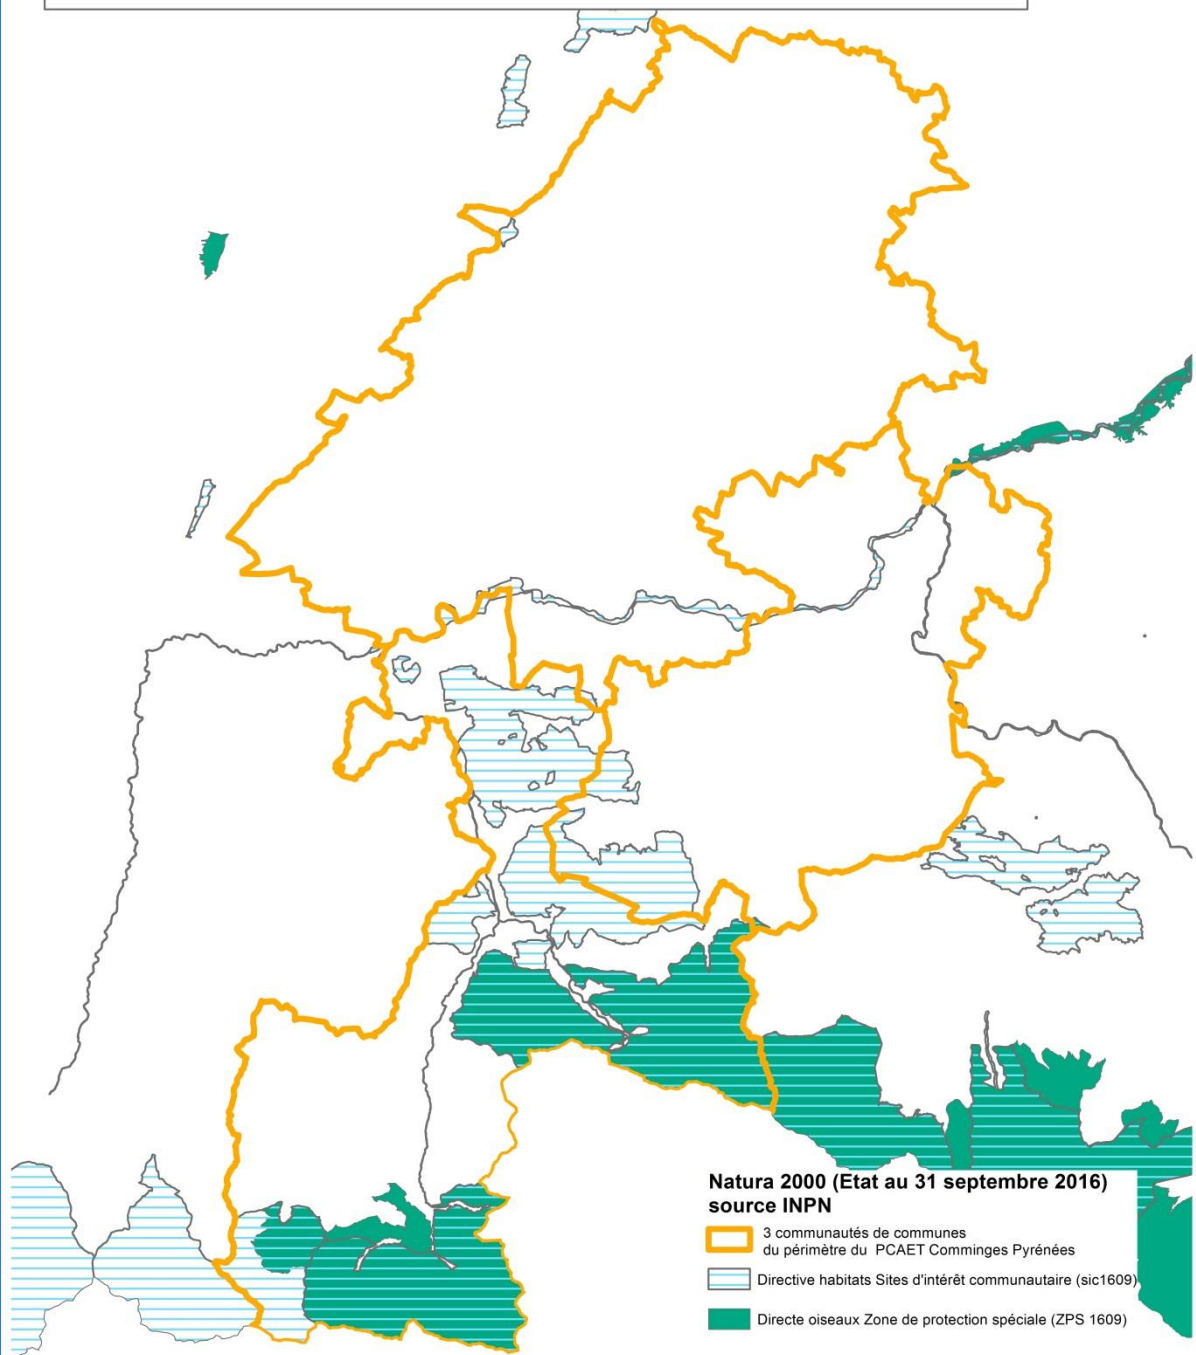 Natura 2000 (Etat au 31 septembre 2016)
source INPN
3 communautés de communes
du périmètre du PCAET Comminges Pyrénées
Directive habitats Sites d'intérêt communautaire (sic1609)
Directe oiseaux Zone de protection spéciale (ZPS 1609)